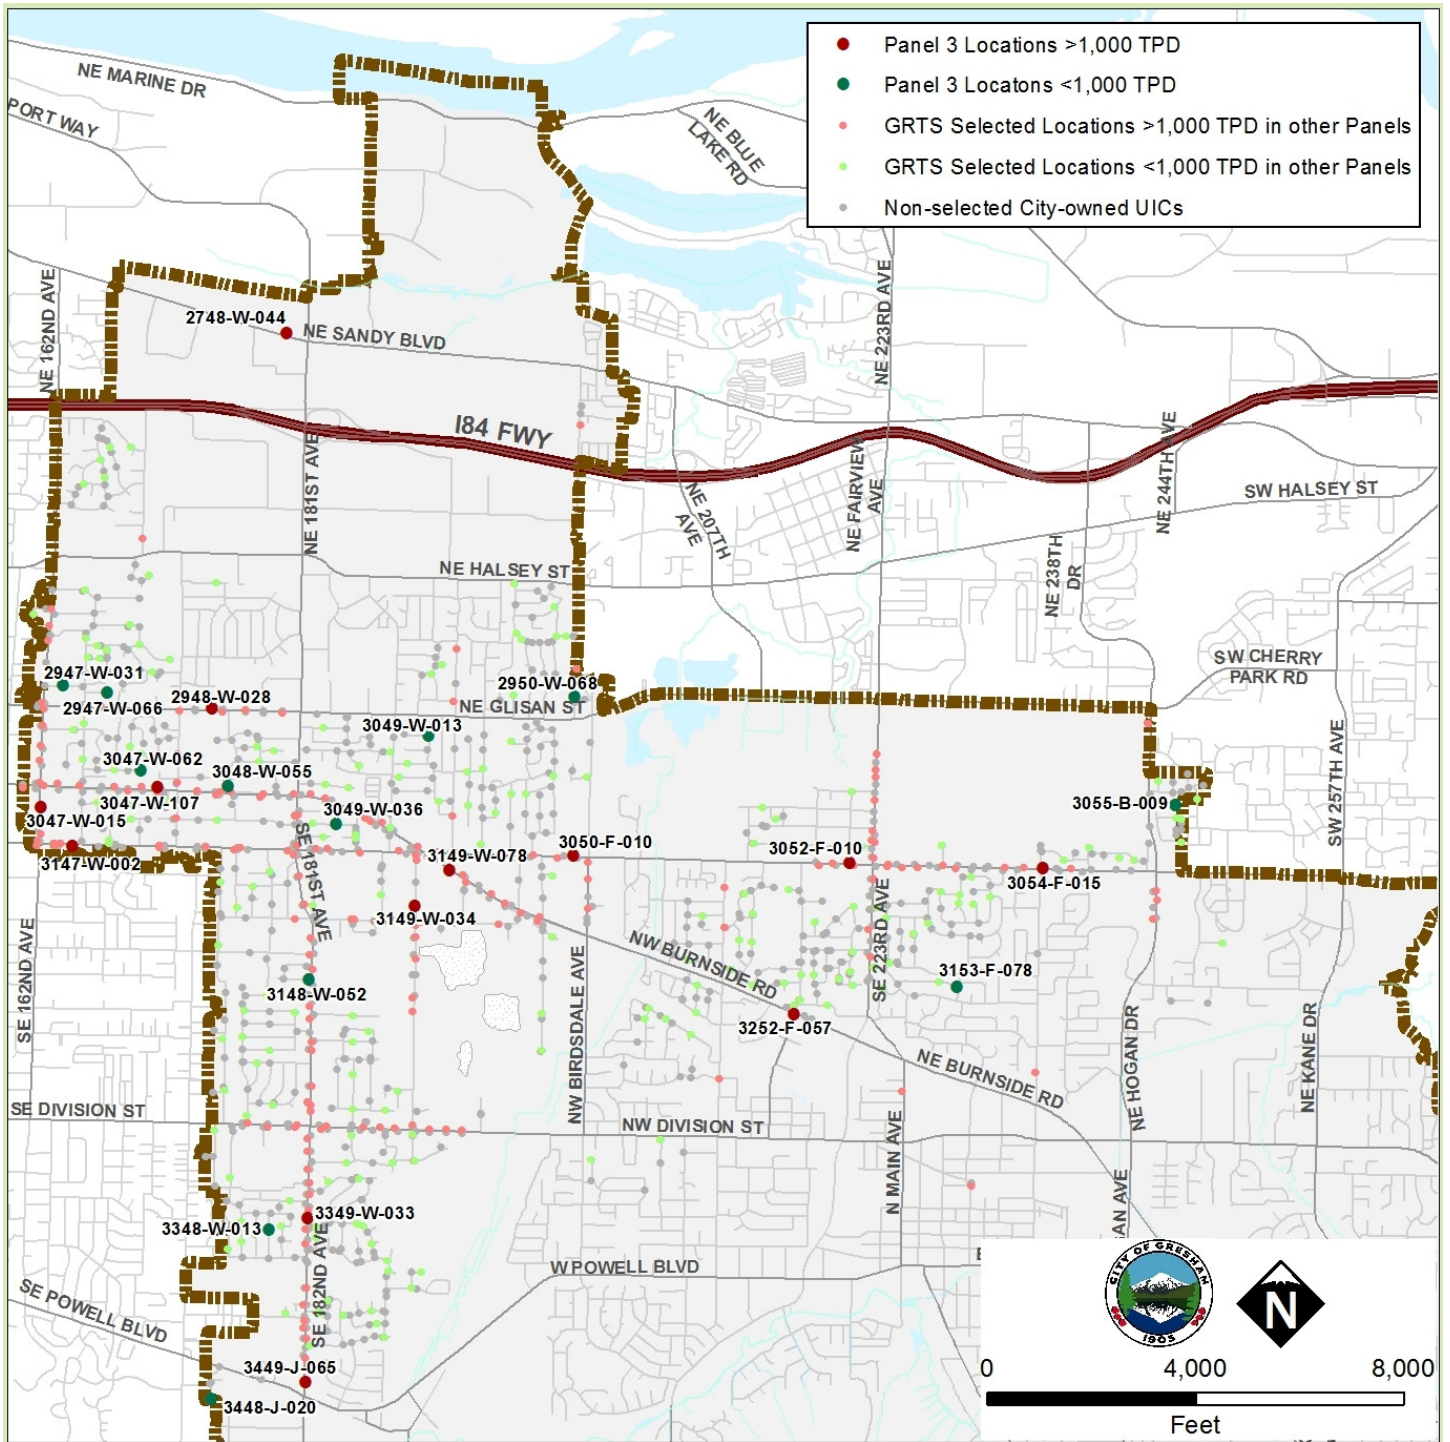 Panel 3 Locations >1,000 TPD
Panel 3 Locatons <1,000 TPD
GRTS Selected Locations >1,000 TPD in other Panels
GRTS Selected Locations <1,000 TPD in other Panels
Non-selected City-owned UICs
NE MARINE DR
PORT WAY
NE BLUE
LAKE RD
NE 162ND AVE
2748-W-044
NE SANDY BLVD
NE 223RD AVE
I84 FWY
NE 181ST AVE
NE 207TH
AVE
NE FAIRVIEW
AVE
NE 244TH AVE
SW HALSEY ST
NE HALSEY ST
NE 238TH
DR
SW CHERRY
PARK RD
2947-W-031
2947-W-066
2948-W-028
2950-W-068
NE GLISAN ST
3049-W-013
3047-W-062
3048-W-055
3047-W-107
3049-W-036
3047-W-015
3055-B-009
SW 257TH AVE
3147-W-002
SE 181ST AVE
3149-W-078
3050-F-010
3052-F-010
3054-F-015
3149-W-034
SE 223RD AVE
SE 162ND AVE
NW BURNSIDE RD
3153-F-078
3148-W-052
3252-F-057
NW BIRDSDALE AVE
NE BURNSIDE RD
NE HOGAN DR
NE KANE DR
SE DIVISION ST
NW DIVISION ST
N MAIN AVE
AN AVE
3349-W-033
3348-W-013
SE 182ND AVE
W POWELL BLVD
E
SE POWELL BLVD
3449-J-065
3448-J-020
CITY OF GRESHAM
1905
N
0 4,000 8,000
Feet